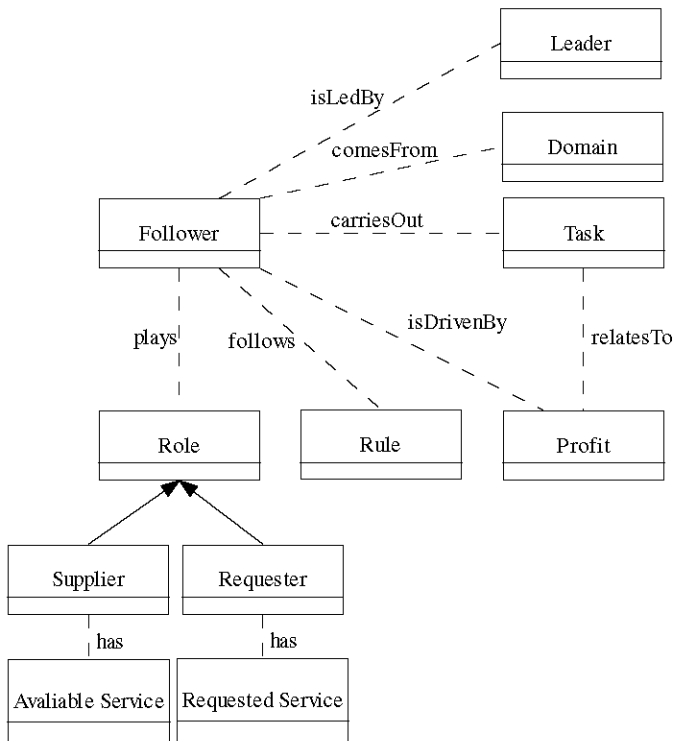 Leader
isLedBy
comesFrom
Domain
Follower
carriesOut
Task
plays
follows
isDrivenBy
relatesTo
Role
Rule
Profit
Supplier
Requester
has
has
Avaliable Service
Requested Service